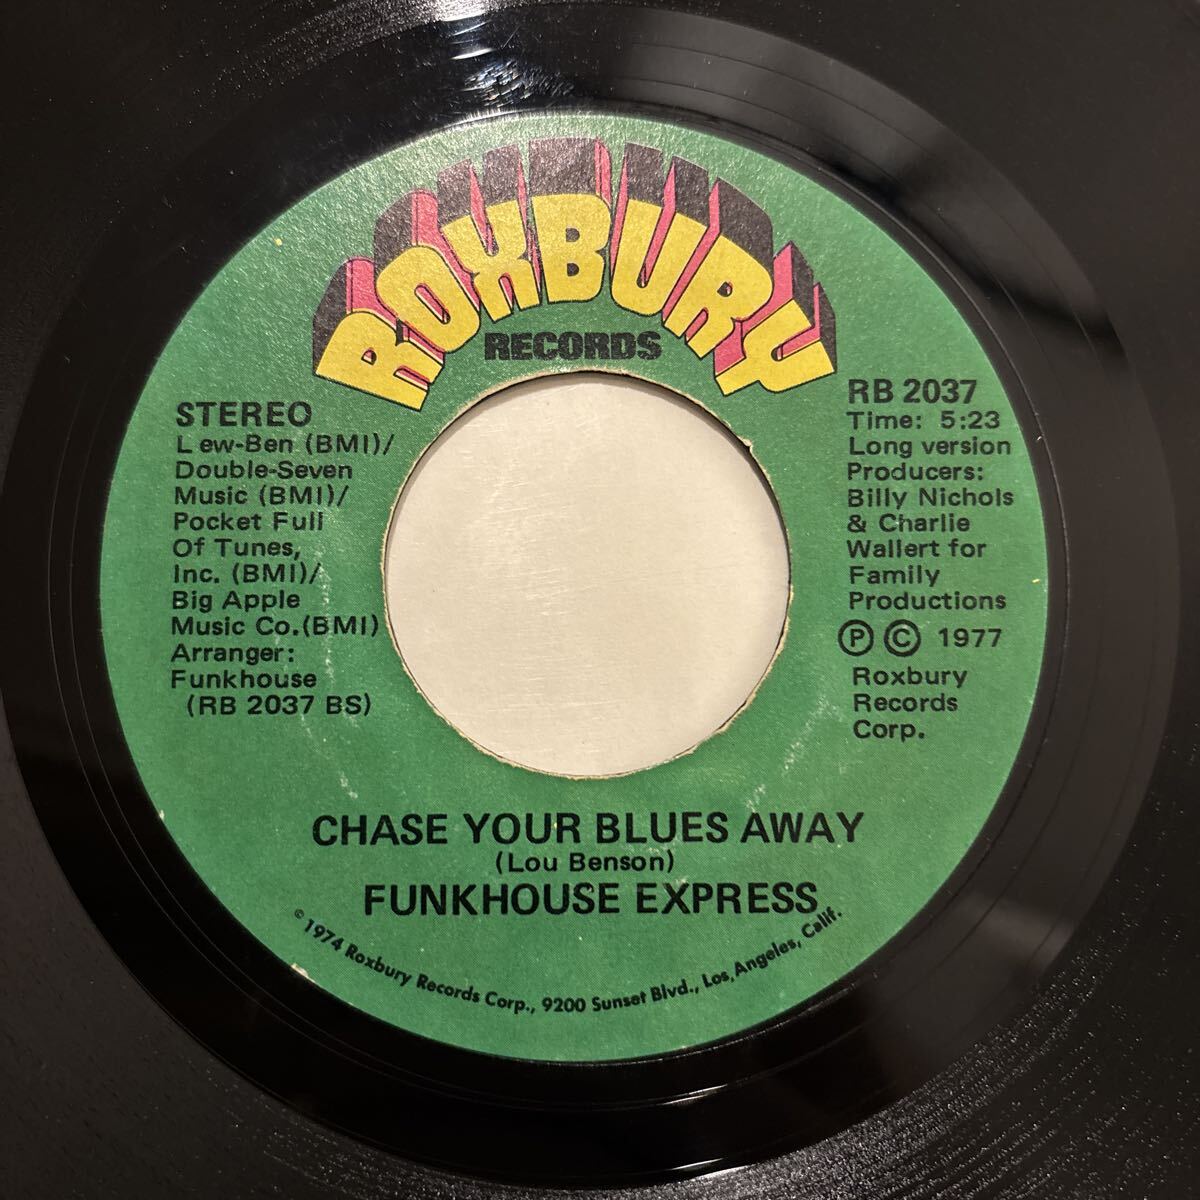 ROXBURY
RECORDS
STEREO
Lew-Ben (BMI)/
Double-Seven
Music (BMI)/
Pocket Full
Of Tunes,
Inc. (BMI)/
Big Apple
Music Co.(BMI)
Arranger:
Funkhouse
(RB 2037 BS)
RB 2037
Time: 5:23
Long version
Producers:
Billy Nichols
& Charlie
Wallert for
Family
Productions
Ⓟ © 1977
Roxbury
Records
Corp.
CHASE YOUR BLUES AWAY
(Lou Benson)
FUNKHOUSE EXPRESS
© 1974 Roxbury Records Corp., 9200 Sunset Blvd., Los Angeles, Calif.